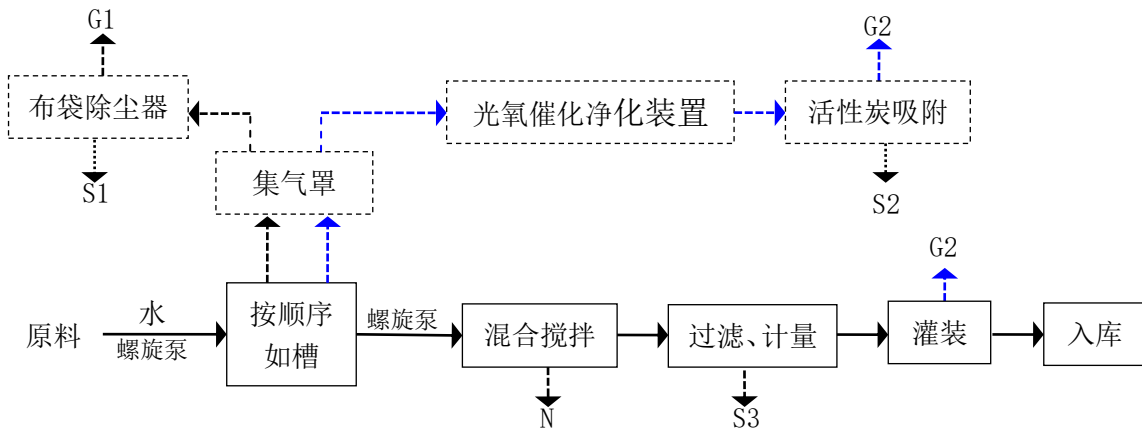 G1
G2
布袋除尘器
光氧催化净化装置
活性炭吸附
S1
集气罩
S2
G2
原料
水
螺旋泵
按顺序
如槽
螺旋泵
混合搅拌
过滤、计量
灌装
入库
N
S3